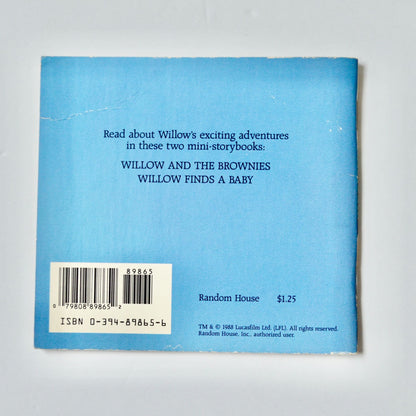 Read about Willow's exciting adventures
in these two mini-storybooks:
WILLOW AND THE BROWNIES
WILLOW FINDS A BABY
89865
0 79808 89865 2
ISBN 0-394-89865-6
Random House $1.25
TM & © 1988 Lucasfilm Ltd. (LFL). All rights reserved.
Random House, Inc., authorized user.